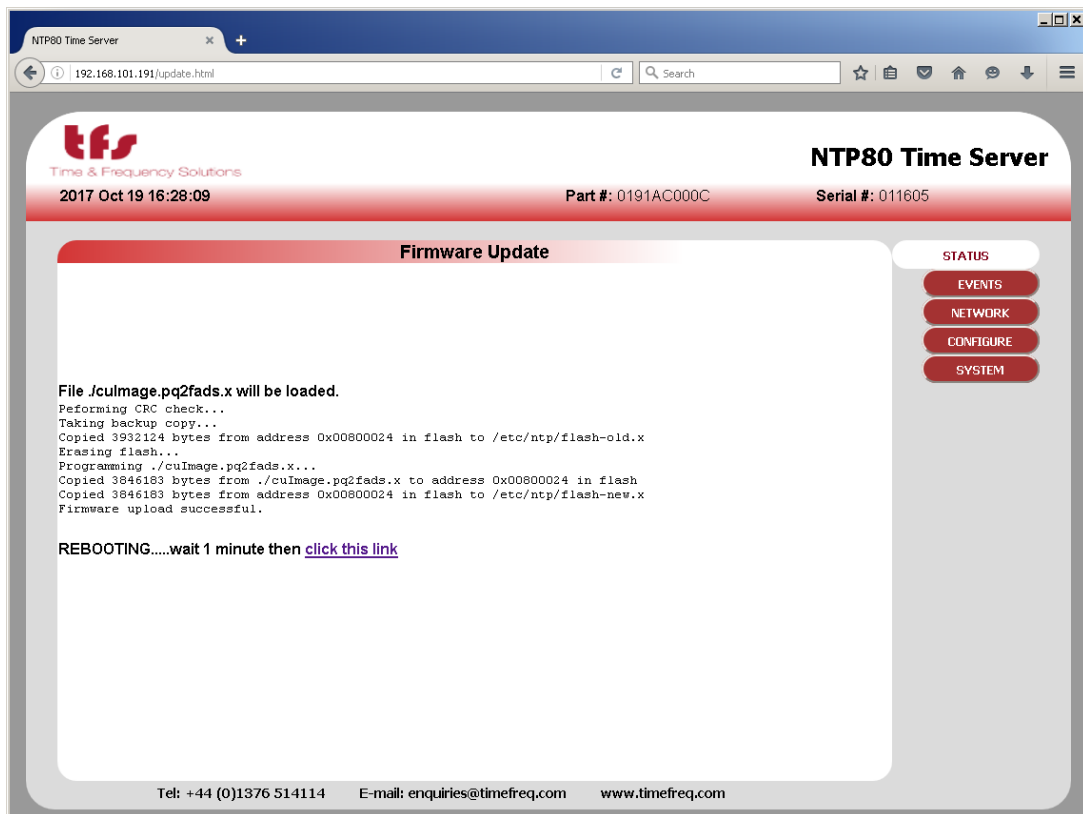 NTP80 Time Server
192.168.101.191/update.html
Search
tfs
Time & Frequency Solutions
NTP80 Time Server
2017 Oct 19 16:28:09 Part #: 0191AC000C Serial #: 011605
Firmware Update
STATUS
EVENTS
NETWORK
CONFIGURE
SYSTEM
File ./cuImage.pq2fads.x will be loaded.
Peforming CRC check...
Taking backup copy...
Copied 3932124 bytes from address 0x00800024 in flash to /etc/ntp/flash-old.x
Erasing flash...
Programming ./cuImage.pq2fads.x...
Copied 3846183 bytes from ./cuImage.pq2fads.x to address 0x00800024 in flash
Copied 3846183 bytes from address 0x00800024 in flash to /etc/ntp/flash-new.x
Firmware upload successful.
REBOOTING.....wait 1 minute then click this link
Tel: +44 (0)1376 514114 E-mail: enquiries@timefreq.com www.timefreq.com